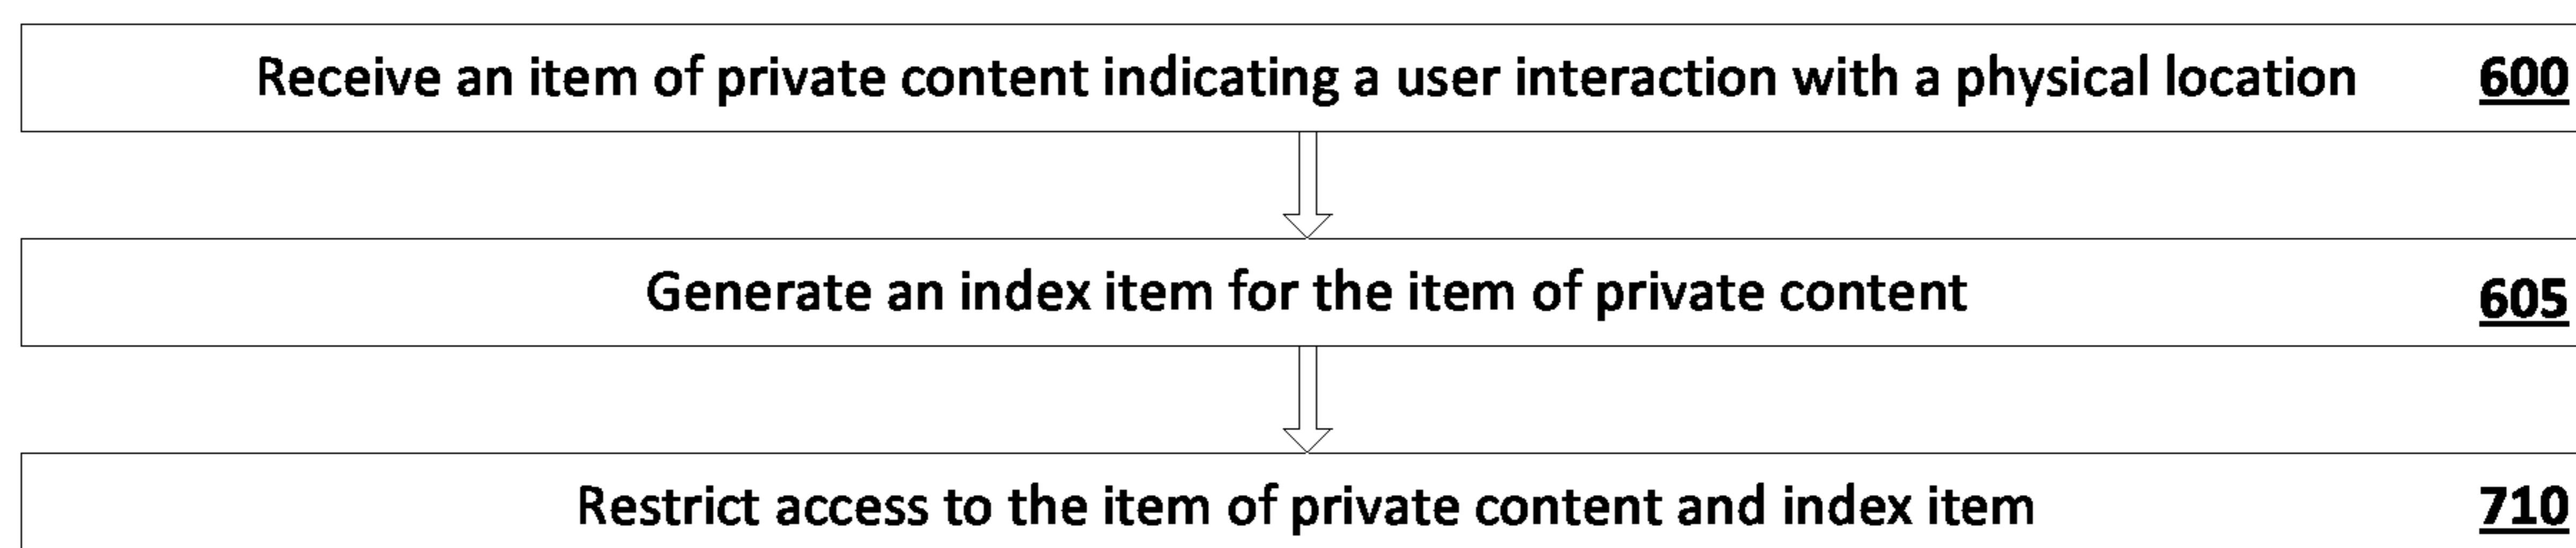 Receive an item of private content indicating a user interaction with a physical location 600
Generate an index item for the item of private content 605
Restrict access to the item of private content and index item 710